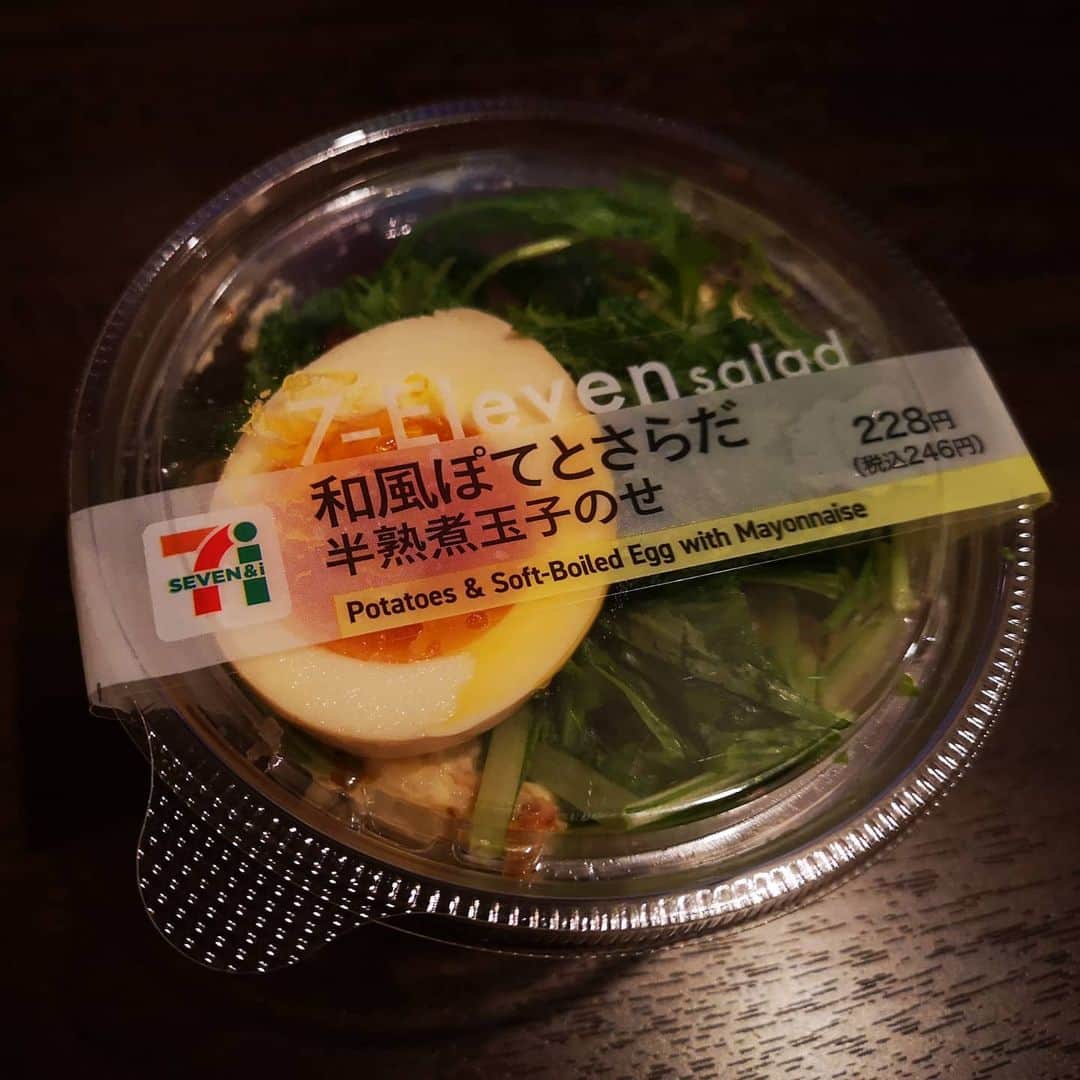 7-Eleven salad
和風ぽてとさらだ
半熟煮玉子のせ
228円
(税込246円)
Potatoes & Soft-Boiled Egg with Mayonnaise
SEVEN&i